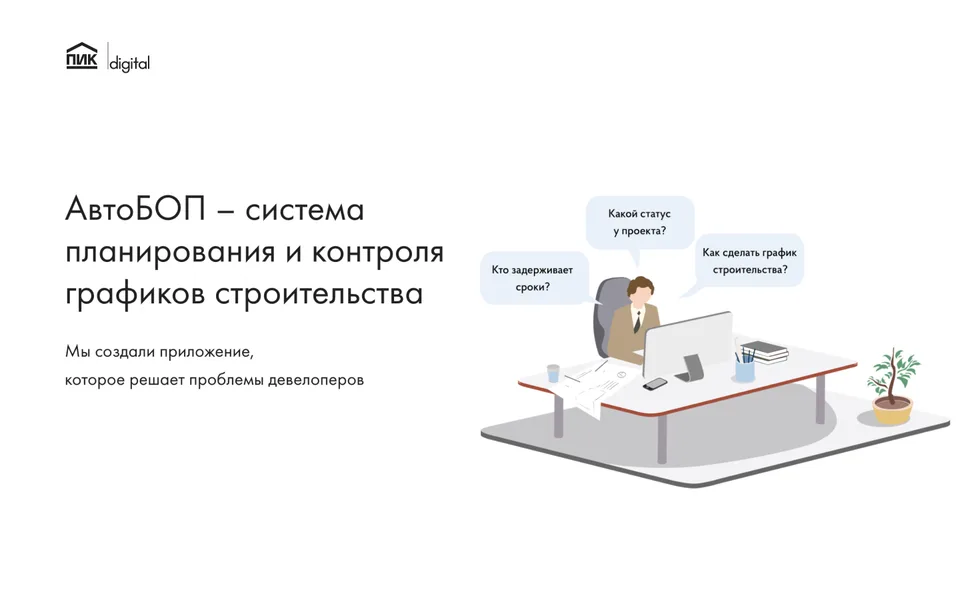 ПИК digital
АвтоБОП – система
планирования и контроля
графиков строительства
Мы создали приложение,
которое решает проблемы девелоперов
Какой статус
у проекта?
Как сделать график
строительства?
Кто задерживает
сроки?